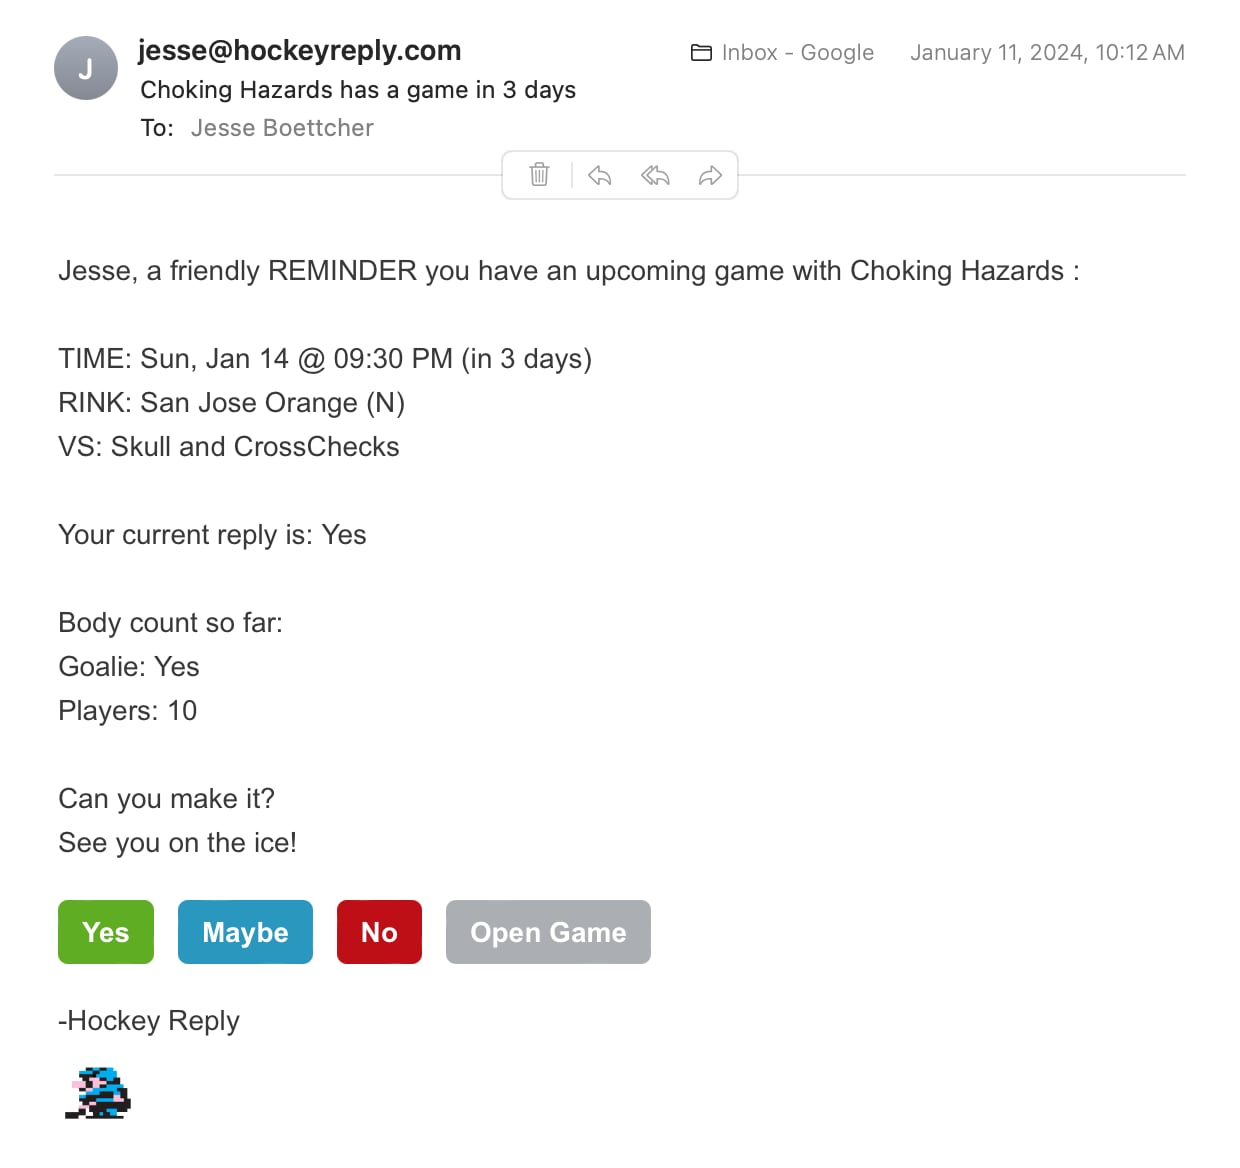 J
jesse@hockeyreply.com
Inbox - Google
January 11, 2024, 10:12 AM
Choking Hazards has a game in 3 days
To: Jesse Boettcher
Jesse, a friendly REMINDER you have an upcoming game with Choking Hazards :
TIME: Sun, Jan 14 @ 09:30 PM (in 3 days)
RINK: San Jose Orange (N)
VS: Skull and CrossChecks
Your current reply is: Yes
Body count so far:
Goalie: Yes
Players: 10
Can you make it?
See you on the ice!
Yes
Maybe
No
Open Game
-Hockey Reply